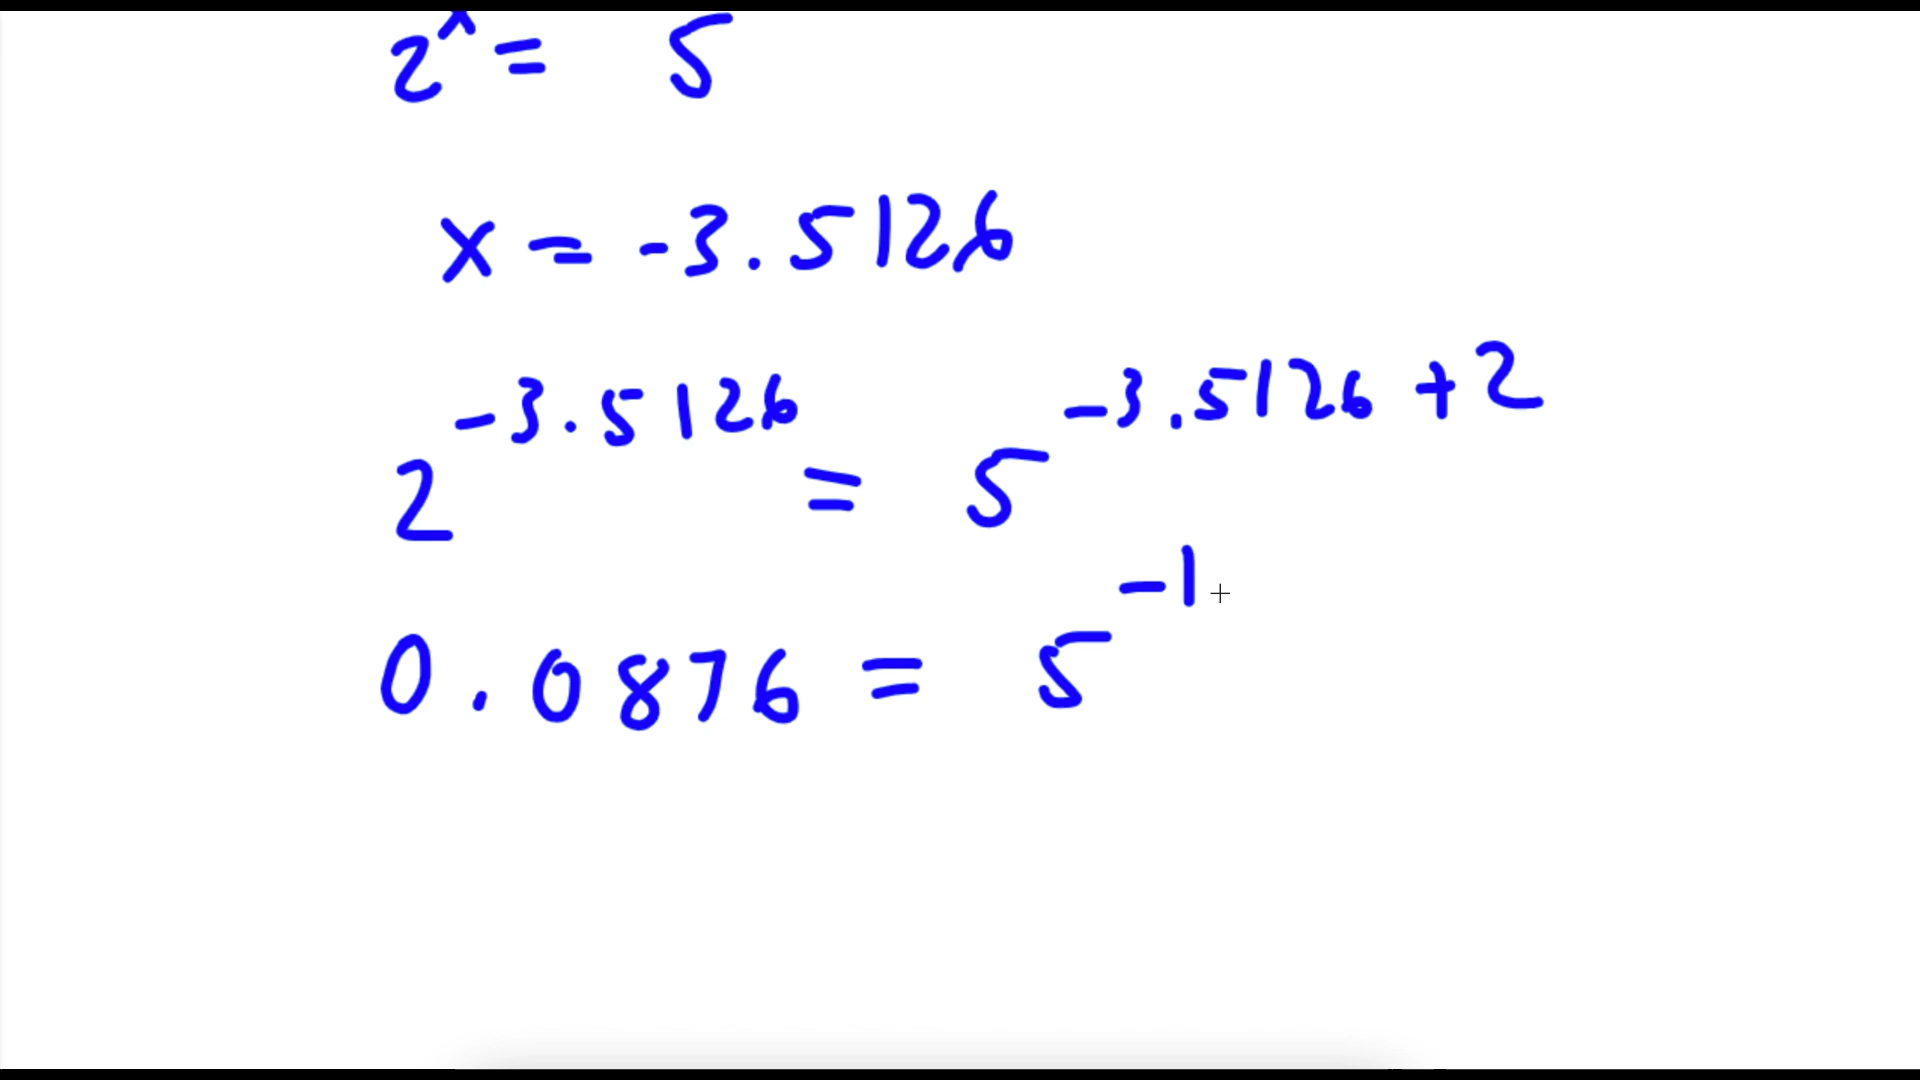 2^x = 5
x = -3.5126
2^-3.5126 = 5^-3.5126 + 2
0.0876 = 5^-1